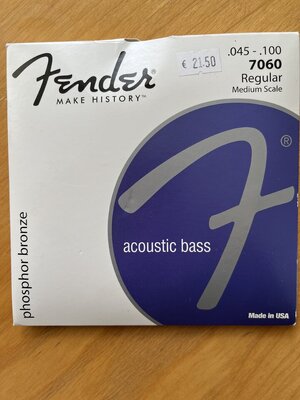 Fender
MAKE HISTORY™
€ 21.50
.045 - .100
7060
Regular
Medium Scale
phosphor bronze
acoustic bass
F
®
Made in USA